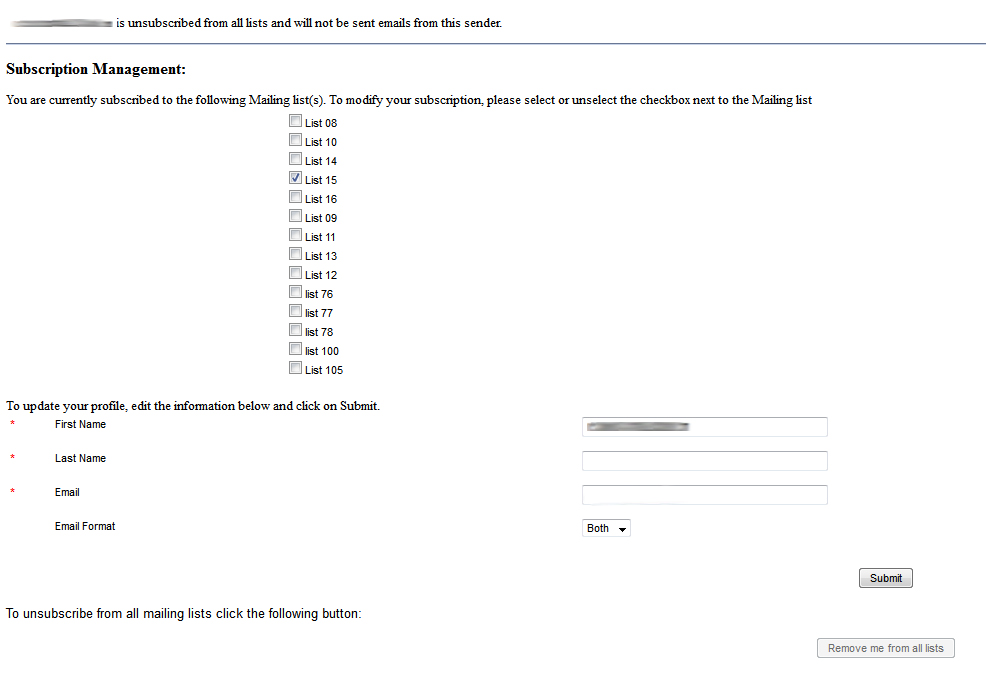 is unsubscribed from all lists and will not be sent emails from this sender.
Subscription Management:
You are currently subscribed to the following Mailing list(s). To modify your subscription, please select or unselect the checkbox next to the Mailing list
List 08
List 10
List 14
List 15
List 16
List 09
List 11
List 13
List 12
list 76
list 77
list 78
list 100
List 105
To update your profile, edit the information below and click on Submit.
* First Name
* Last Name
* Email
Email Format Both
Submit
To unsubscribe from all mailing lists click the following button:
Remove me from all lists